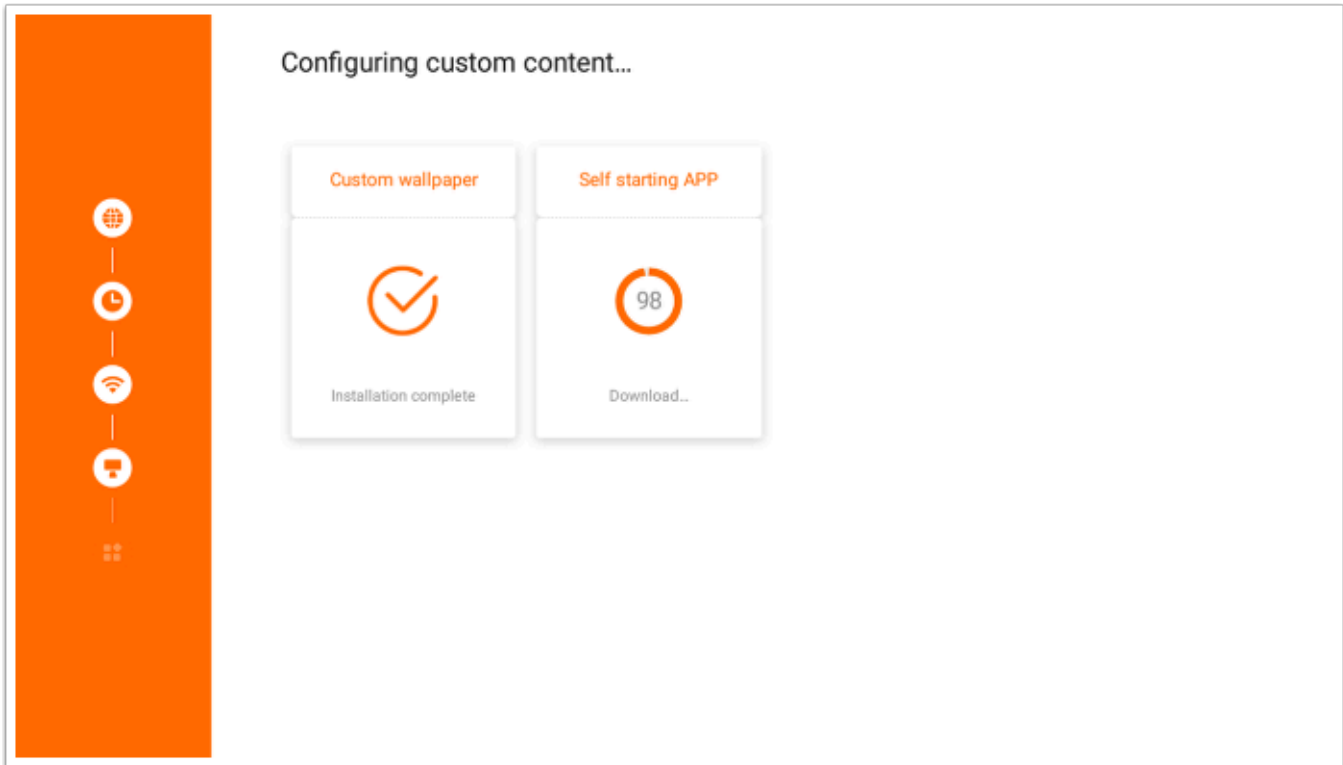 Configuring custom content...
Custom wallpaper
Self starting APP
98
Installation complete
Download...